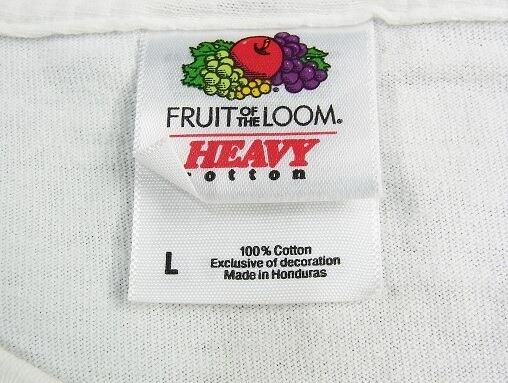 FRUIT OF THE LOOM®
HEAVY
cotton
L
100% Cotton
Exclusive of decoration
Made in Honduras